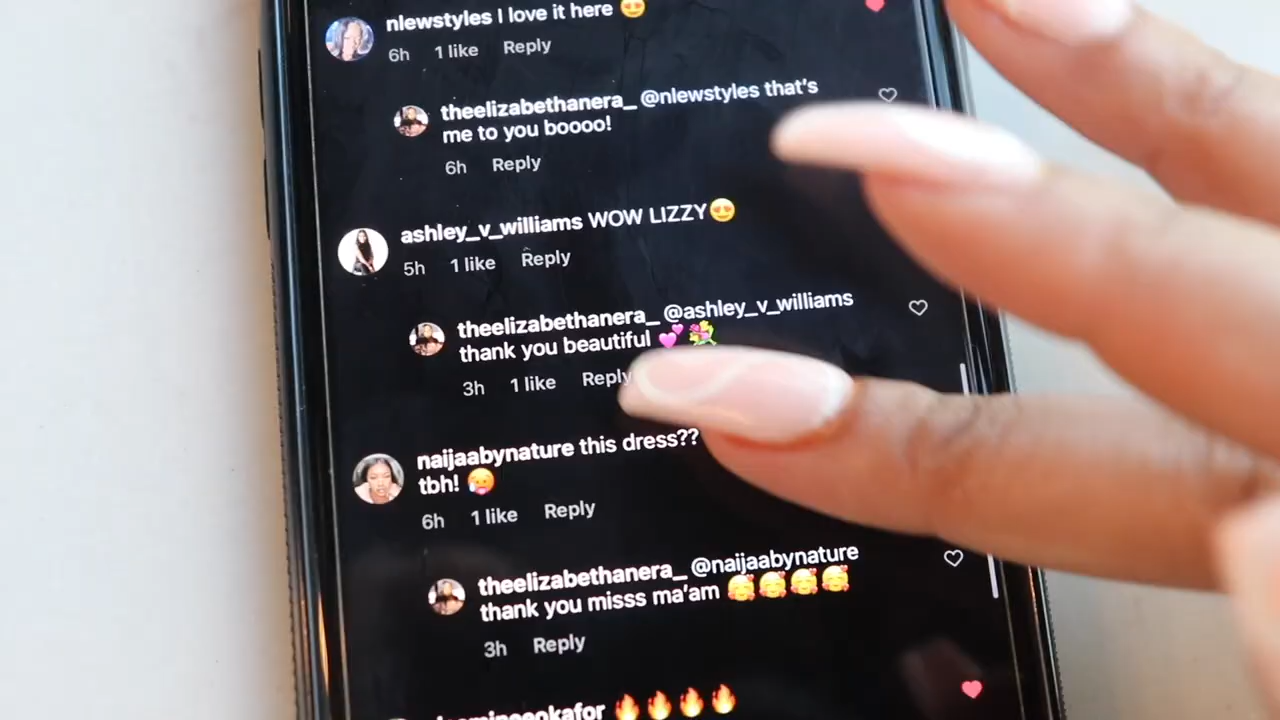 nlewstyles I love it here 😍
6h 1 like Reply
theelizabethanera_ @nlewstyles that's
me to you boooo!
6h Reply
ashley_v_williams WOW LIZZY😍
5h 1 like Reply
theelizabethanera_ @ashley_v_williams
thank you beautiful 💕💐
3h 1 like Reply
naijaabynature this dress??
tbh! 🥵
6h 1 like Reply
theelizabethanera_ @naijaabynature
thank you misss ma'am 🥰🥰🥰🥰
3h Reply
🔥🔥🔥🔥